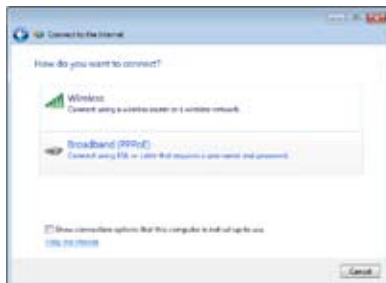 Connect to the Internet
How do you want to connect?
Wireless
Connect using a wireless router or a wireless network.
Broadband (PPPoE)
Connect using DSL or cable that requires a user name and password.
Show connection options that this computer is not set up to use
Help me choose
Cancel